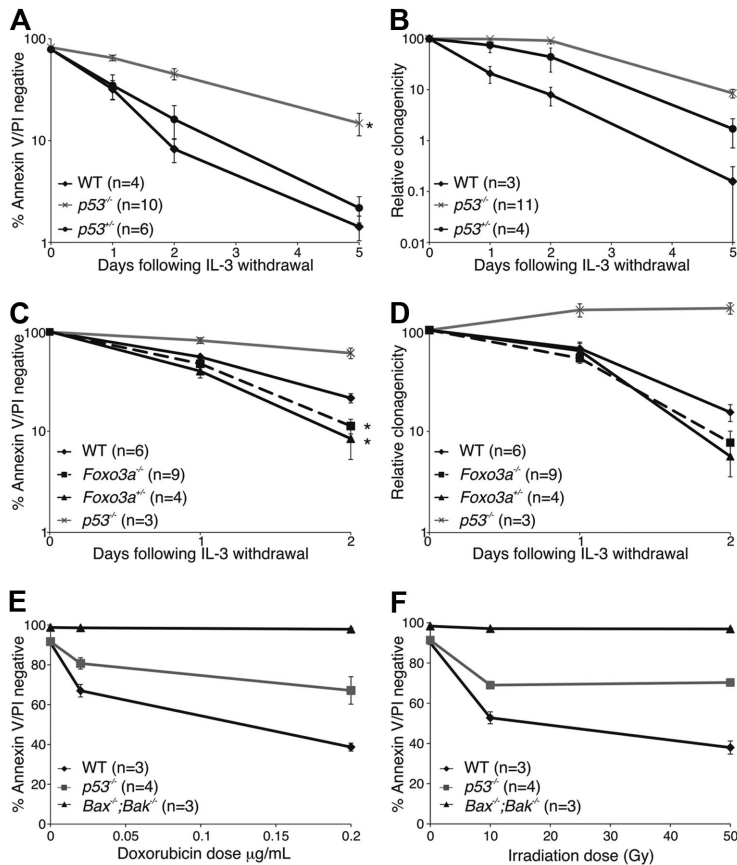 A
% Annexin V/PI negative
100
10
1
WT (n=4)
p53-/- (n=10)
p53+/- (n=6)
*
0 1 2 3 4 5
Days following IL-3 withdrawal
B
Relative clonagenicity
100
10
1
0.1
0.01
WT (n=3)
p53-/- (n=11)
p53+/- (n=4)
0 1 2 3 4 5
Days following IL-3 withdrawal
C
% Annexin V/PI negative
100
10
1
*
*
WT (n=6)
Foxo3a-/- (n=9)
Foxo3a+/- (n=4)
p53-/- (n=3)
0 1 2
Days following IL-3 withdrawal
D
Relative clonagenicity
100
10
1
WT (n=6)
Foxo3a-/- (n=9)
Foxo3a+/- (n=4)
p53-/- (n=3)
0 1 2
Days following IL-3 withdrawal
E
% Annexin V/PI negative
100
80
60
40
20
0
WT (n=3)
p53-/- (n=4)
Bax-/-;Bak-/- (n=3)
0 0.05 0.1 0.15 0.2
Doxorubicin dose μg/mL
F
% Annexin V/PI negative
100
80
60
40
20
0
WT (n=3)
p53-/- (n=4)
Bax-/-;Bak-/- (n=3)
0 10 20 30 40 50
Irradiation dose (Gy)